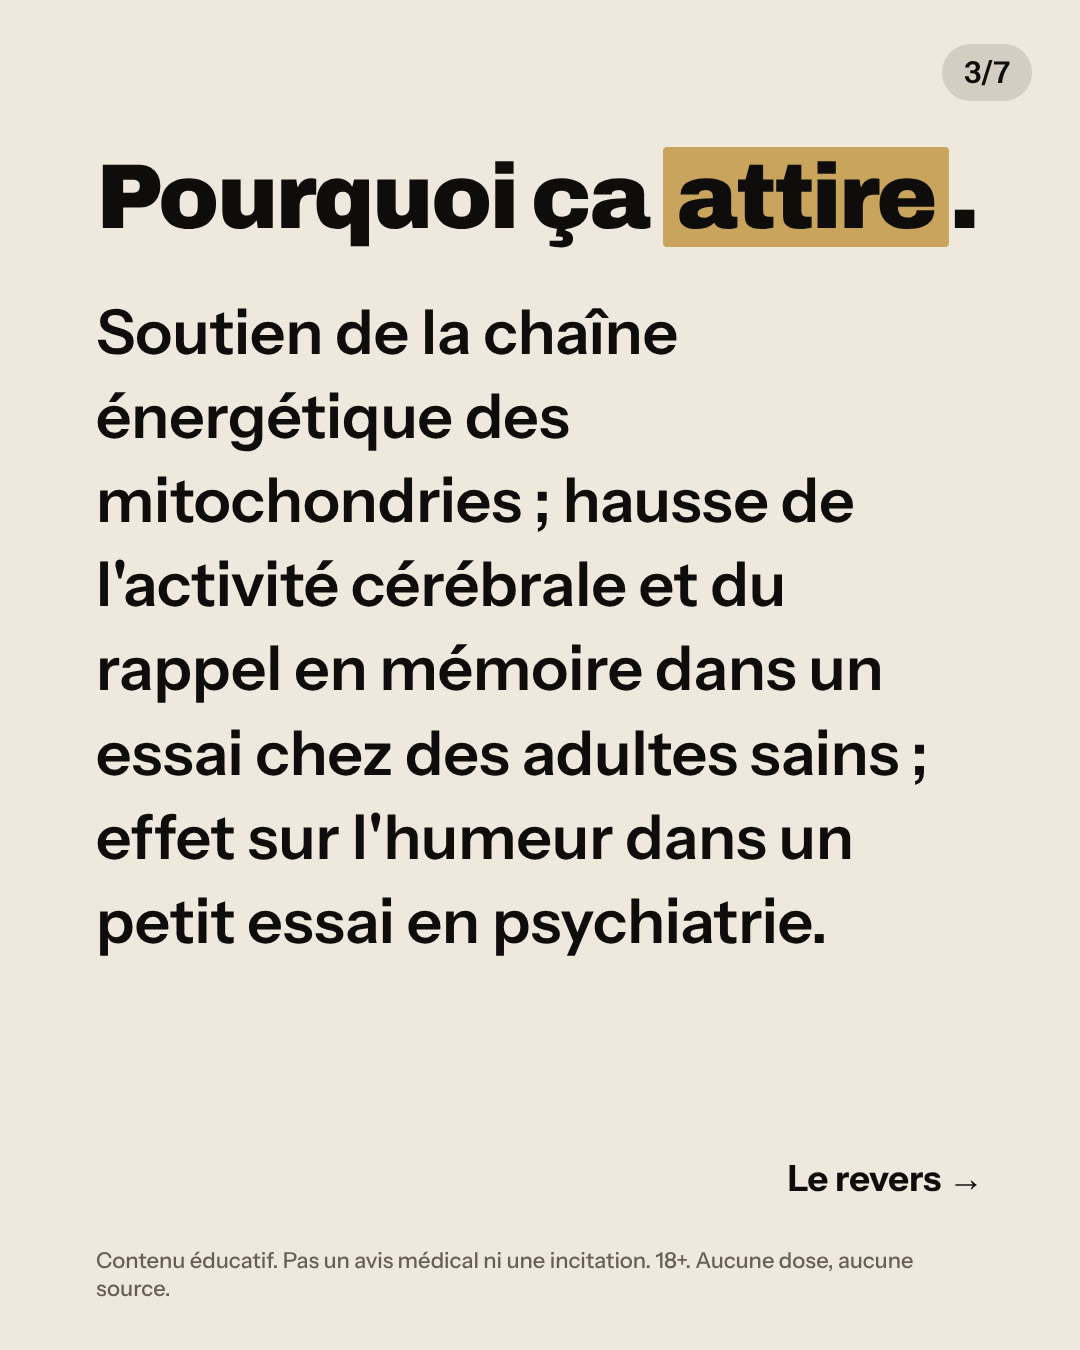 3/7
Pourquoi ça attire.
Soutien de la chaîne
énergétique des
mitochondries ; hausse de
l'activité cérébrale et du
rappel en mémoire dans un
essai chez des adultes sains ;
effet sur l'humeur dans un
petit essai en psychiatrie.
Le revers →
Contenu éducatif. Pas un avis médical ni une incitation. 18+. Aucune dose, aucune
source.